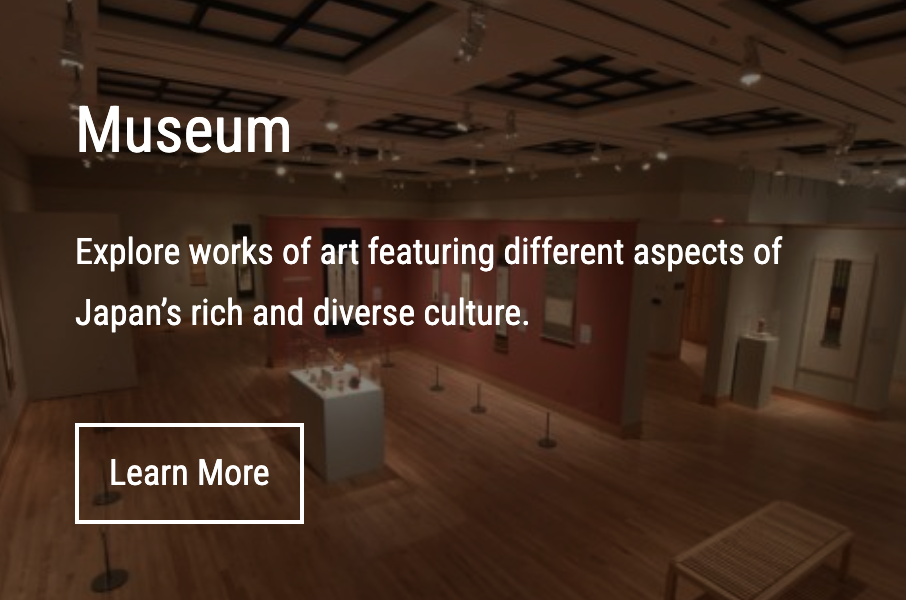 Museum
Explore works of art featuring different aspects of
Japan’s rich and diverse culture.
Learn More